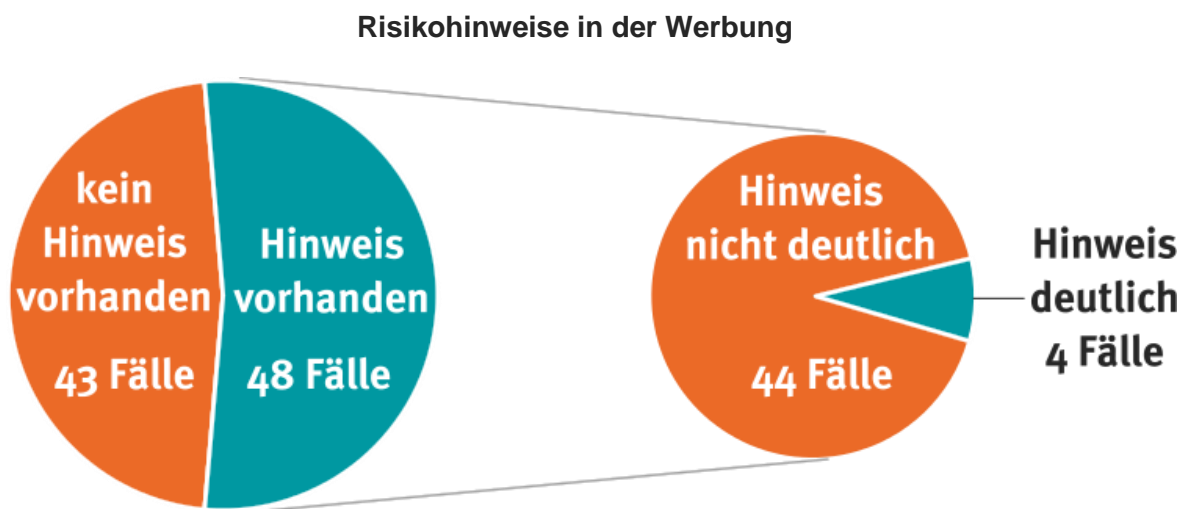 Risikohinweise in der Werbung
kein
Hinweis
vorhanden
43 Fälle
Hinweis
vorhanden
48 Fälle
Hinweis
nicht deutlich
44 Fälle
Hinweis
deutlich
4 Fälle